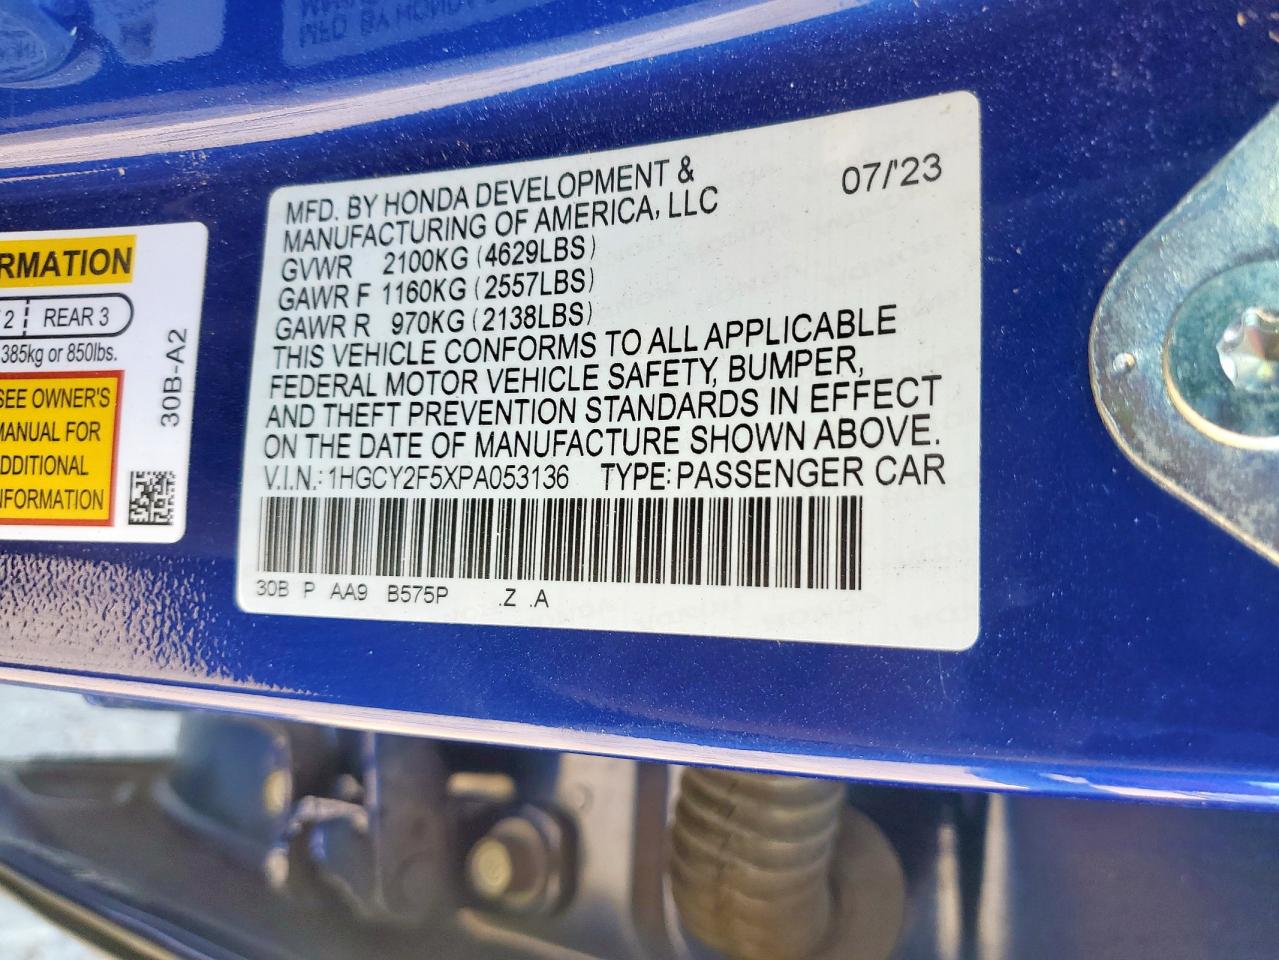 MFD. BY HONDA DEVELOPMENT &
MANUFACTURING OF AMERICA, LLC
07/'23
GVWR 2100KG (4629LBS)
GAWR F 1160KG (2557LBS)
GAWR R 970KG (2138LBS)
THIS VEHICLE CONFORMS TO ALL APPLICABLE
FEDERAL MOTOR VEHICLE SAFETY, BUMPER,
AND THEFT PREVENTION STANDARDS IN EFFECT
ON THE DATE OF MANUFACTURE SHOWN ABOVE.
V.I.N.: 1HGCY2F5XPA053136 TYPE: PASSENGER CAR
30B P AA9 B575P .Z .A
RMATION
2 REAR 3
385kg or 850lbs.
SEE OWNER'S
MANUAL FOR
ADDITIONAL
INFORMATION
30B-A2